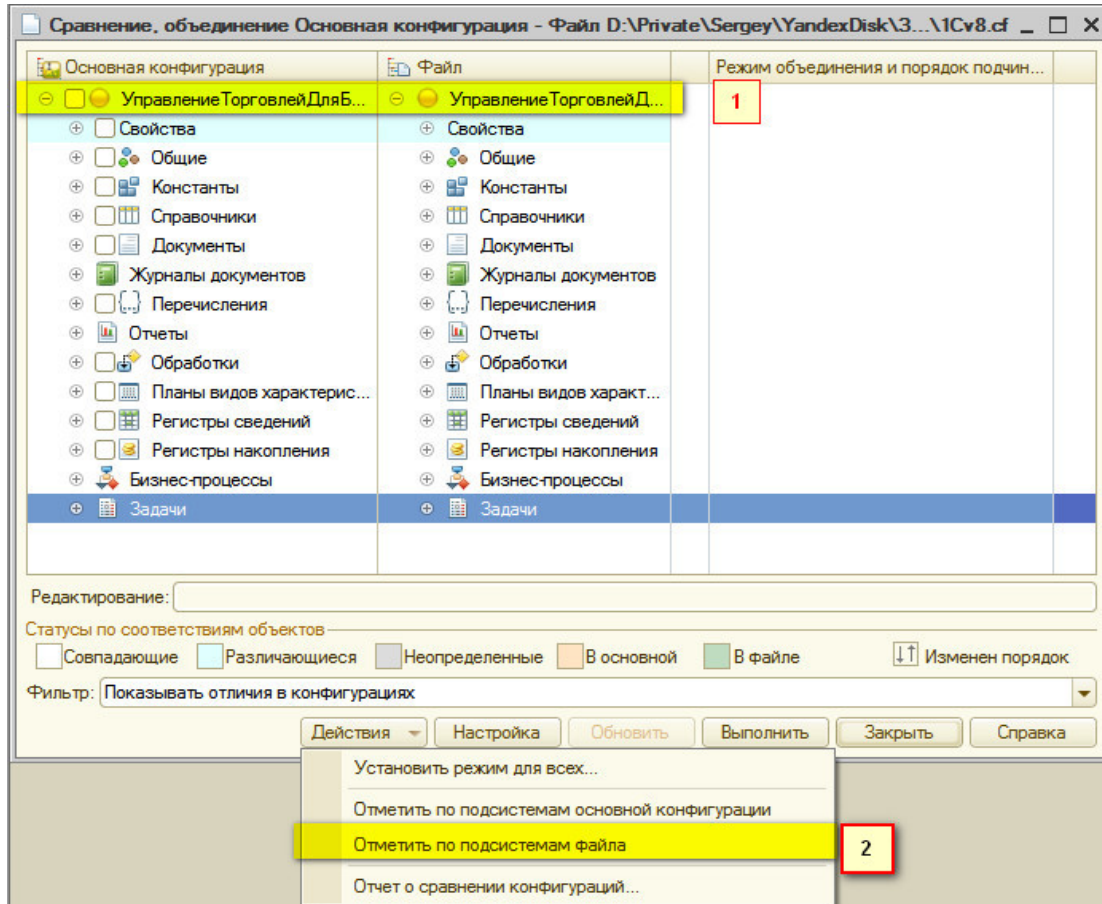 Сравнение, объединение Основная конфигурация - Файл D:\Private\Sergey\YandexDisk\З...\1Cv8.cf
Основная конфигурация Файл Режим объединения и порядок подчин...
УправлениеТорговлейДляБ... УправлениеТорговлейД... 1
Свойства Свойства
Общие Общие
Константы Константы
Справочники Справочники
Документы Документы
Журналы документов Журналы документов
Перечисления Перечисления
Отчеты Отчеты
Обработки Обработки
Планы видов характерис... Планы видов характ...
Регистры сведений Регистры сведений
Регистры накопления Регистры накопления
Бизнес-процессы Бизнес-процессы
Задачи Задачи
Редактирование:
Статусы по соответствиям объектов
Совпадающие Различающиеся Неопределенные В основной В файле Изменен порядок
Фильтр: Показывать отличия в конфигурациях
Действия Настройка Обновить Выполнить Закрыть Справка
Установить режим для всех...
Отметить по подсистемам основной конфигурации
Отметить по подсистемам файла 2
Отчет о сравнении конфигураций...